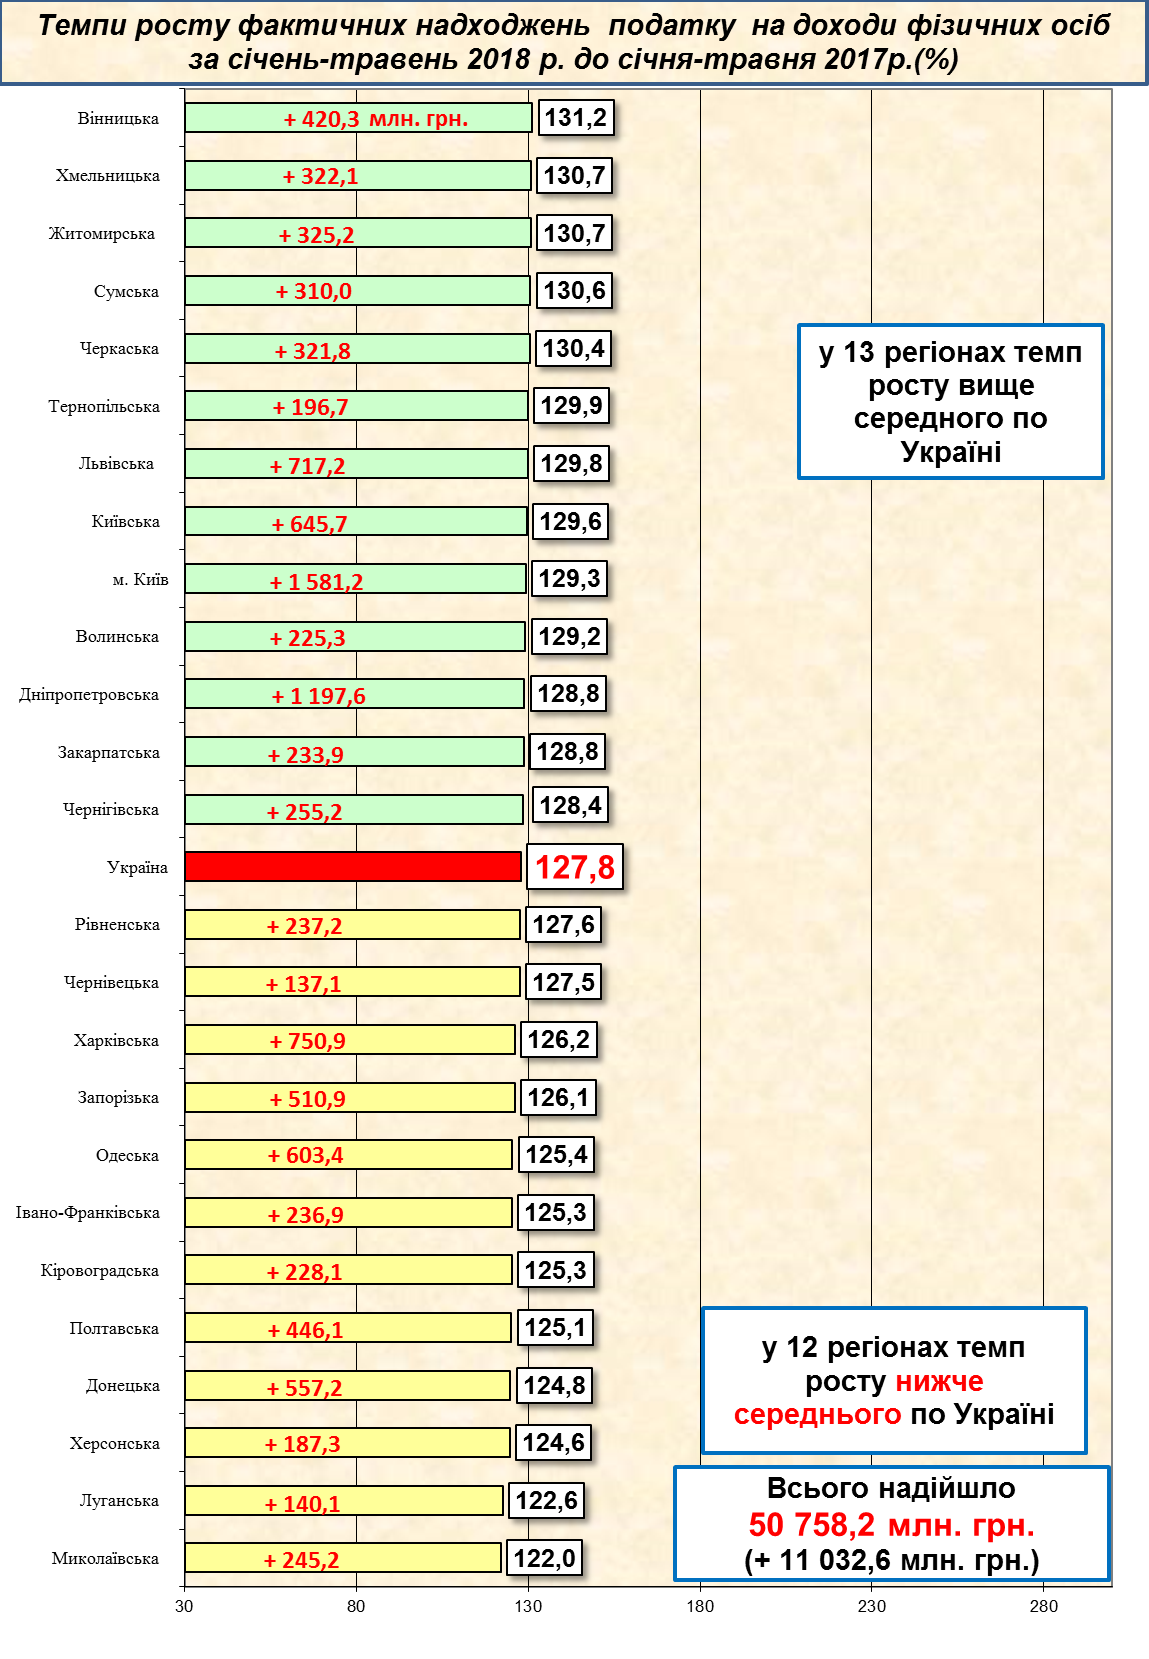 Темпи росту фактичних надходжень податку на доходи фізичних осіб
за січень-травень 2018 р. до січня-травня 2017р.(%)
Вінницька + 420,3 млн. грн. 131,2
Хмельницька + 322,1 130,7
Житомирська + 325,2 130,7
Сумська + 310,0 130,6
Черкаська + 321,8 130,4
Тернопільська + 196,7 129,9
Львівська + 717,2 129,8
Київська + 645,7 129,6
м. Київ + 1 581,2 129,3
Волинська + 225,3 129,2
Дніпропетровська + 1 197,6 128,8
Закарпатська + 233,9 128,8
Чернігівська + 255,2 128,4
Україна 127,8
Рівненська + 237,2 127,6
Чернівецька + 137,1 127,5
Харківська + 750,9 126,2
Запорізька + 510,9 126,1
Одеська + 603,4 125,4
Івано-Франківська + 236,9 125,3
Кіровоградська + 228,1 125,3
Полтавська + 446,1 125,1
Донецька + 557,2 124,8
Херсонська + 187,3 124,6
Луганська + 140,1 122,6
Миколаївська + 245,2 122,0
30 80 130 180 230 280
у 13 регіонах темп
росту вище
середного по
Україні
у 12 регіонах темп
росту нижче
середнього по Україні
Всього надійшло
50 758,2 млн. грн.
(+ 11 032,6 млн. грн.)